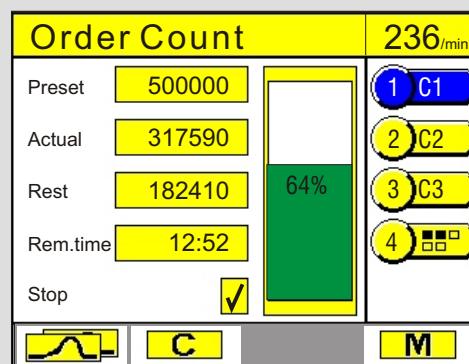 Order Count 236/min
Preset 500000
Actual 317590
Rest 182410
Rem.time 12:52
Stop
64%
1 C1
2 C2
3 C3
4
C M